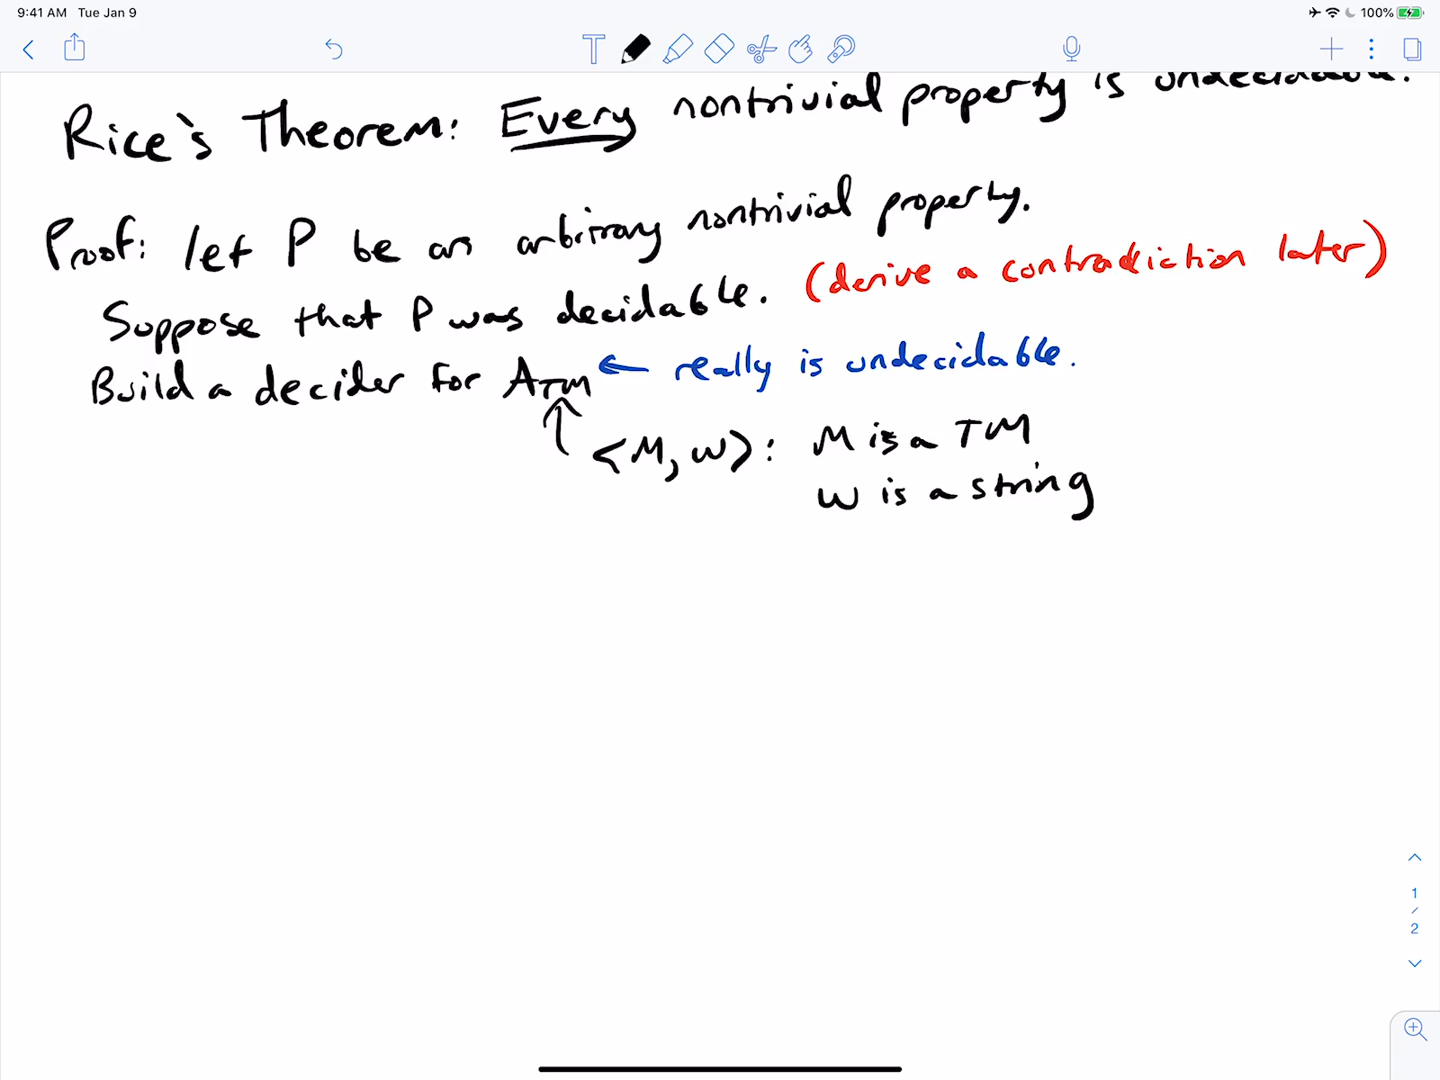 9:41 AM Tue Jan 9
100%
Rice's Theorem: Every nontrivial property is undecidable.
Proof: let P be an arbitrary nontrivial property.
Suppose that P was decidable. (derive a contradiction later)
Build a decider for ATM ← really is undecidable.
↑ <M, w>: M is a TM
w is a string
1
/
2